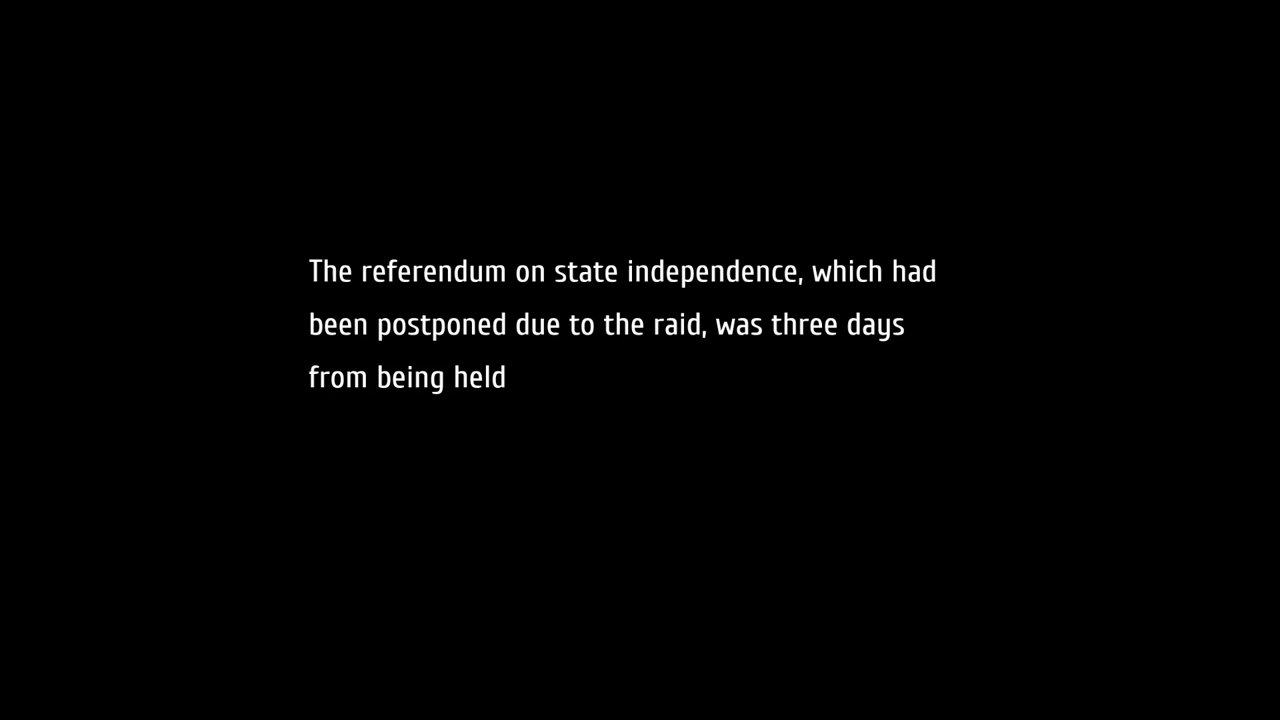 The referendum on state independence, which had
been postponed due to the raid, was three days
from being held